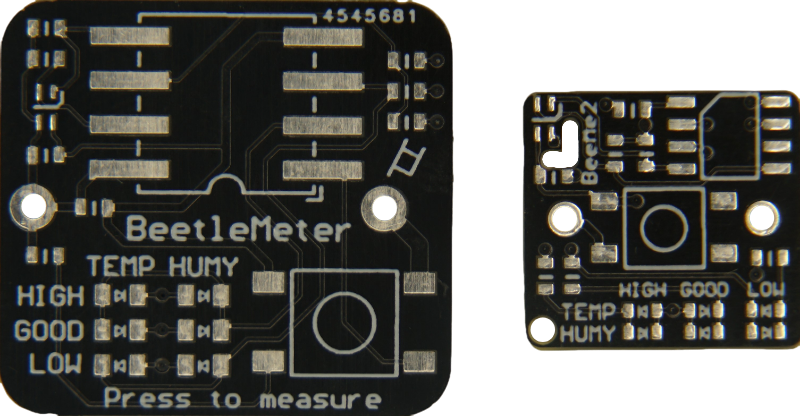 4545681
BeetleMeter
TEMP HUMY
HIGH
GOOD
LOW
Press to measure
Beene2
HIGH GOOD LOW
TEMP
HUMY